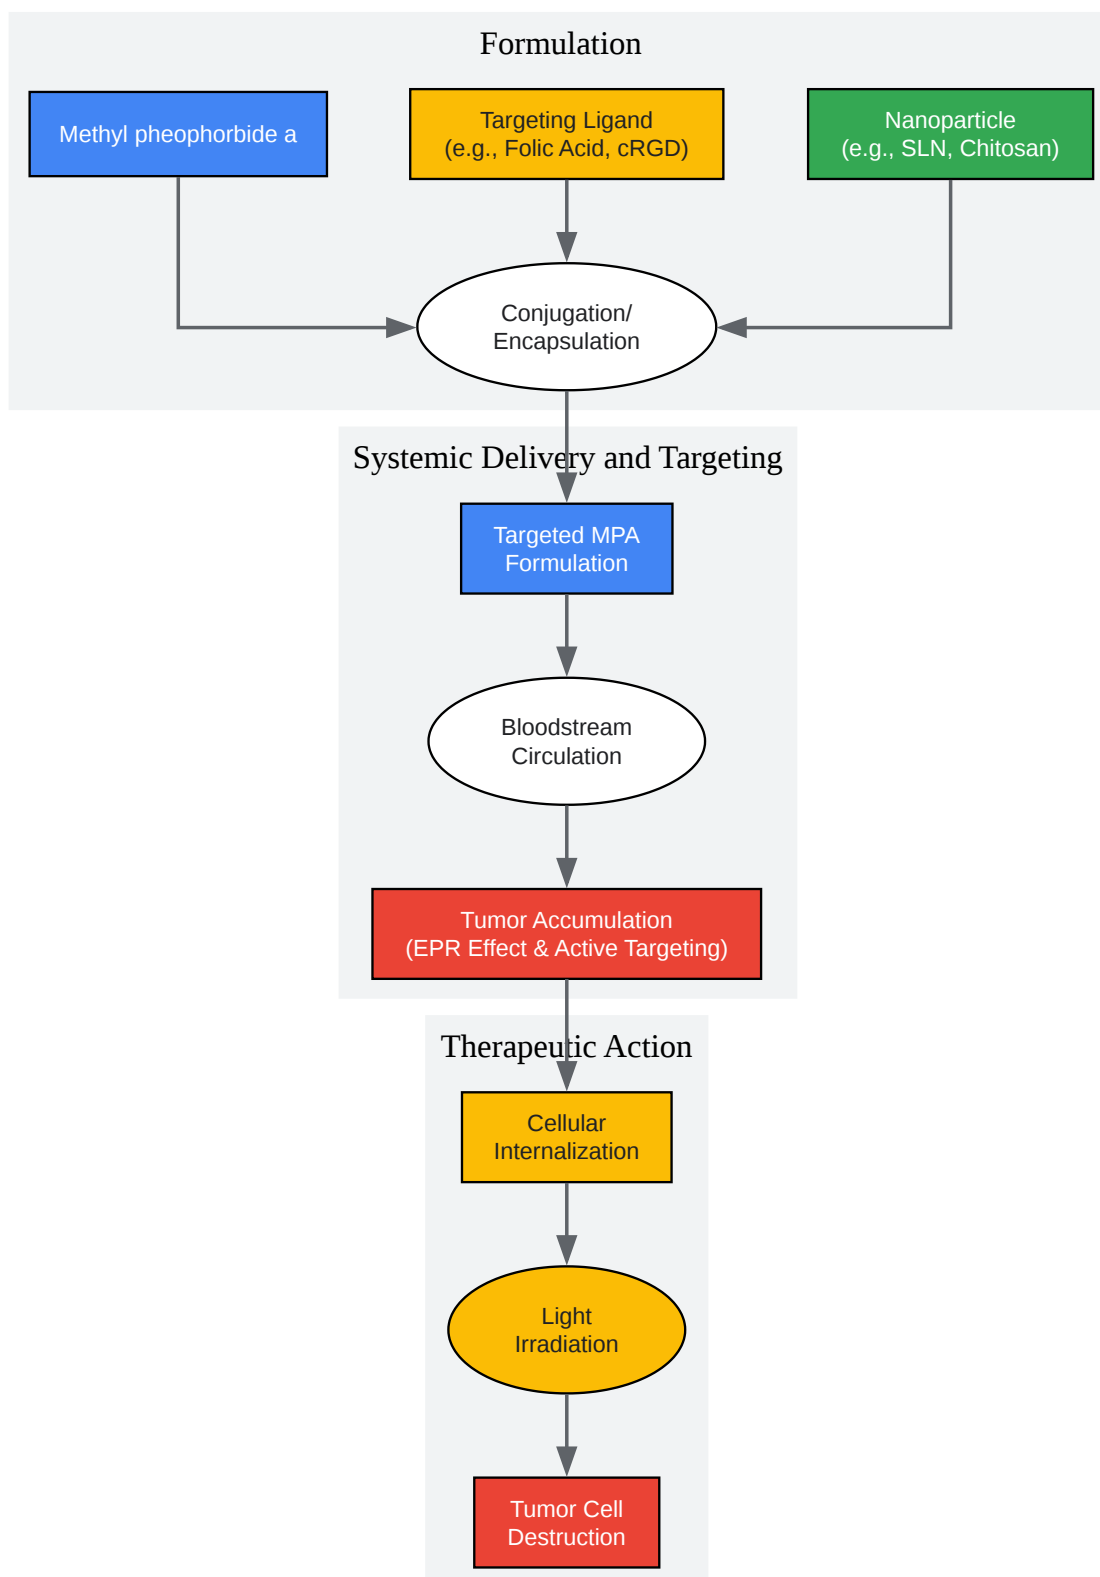 Formulation
Methyl pheophorbide a
Targeting Ligand
(e.g., Folic Acid, cRGD)
Nanoparticle
(e.g., SLN, Chitosan)
Conjugation/
Encapsulation
Systemic Delivery and Targeting
Targeted MPA
Formulation
Bloodstream
Circulation
Tumor Accumulation
(EPR Effect & Active Targeting)
Therapeutic Action
Cellular
Internalization
Light
Irradiation
Tumor Cell
Destruction